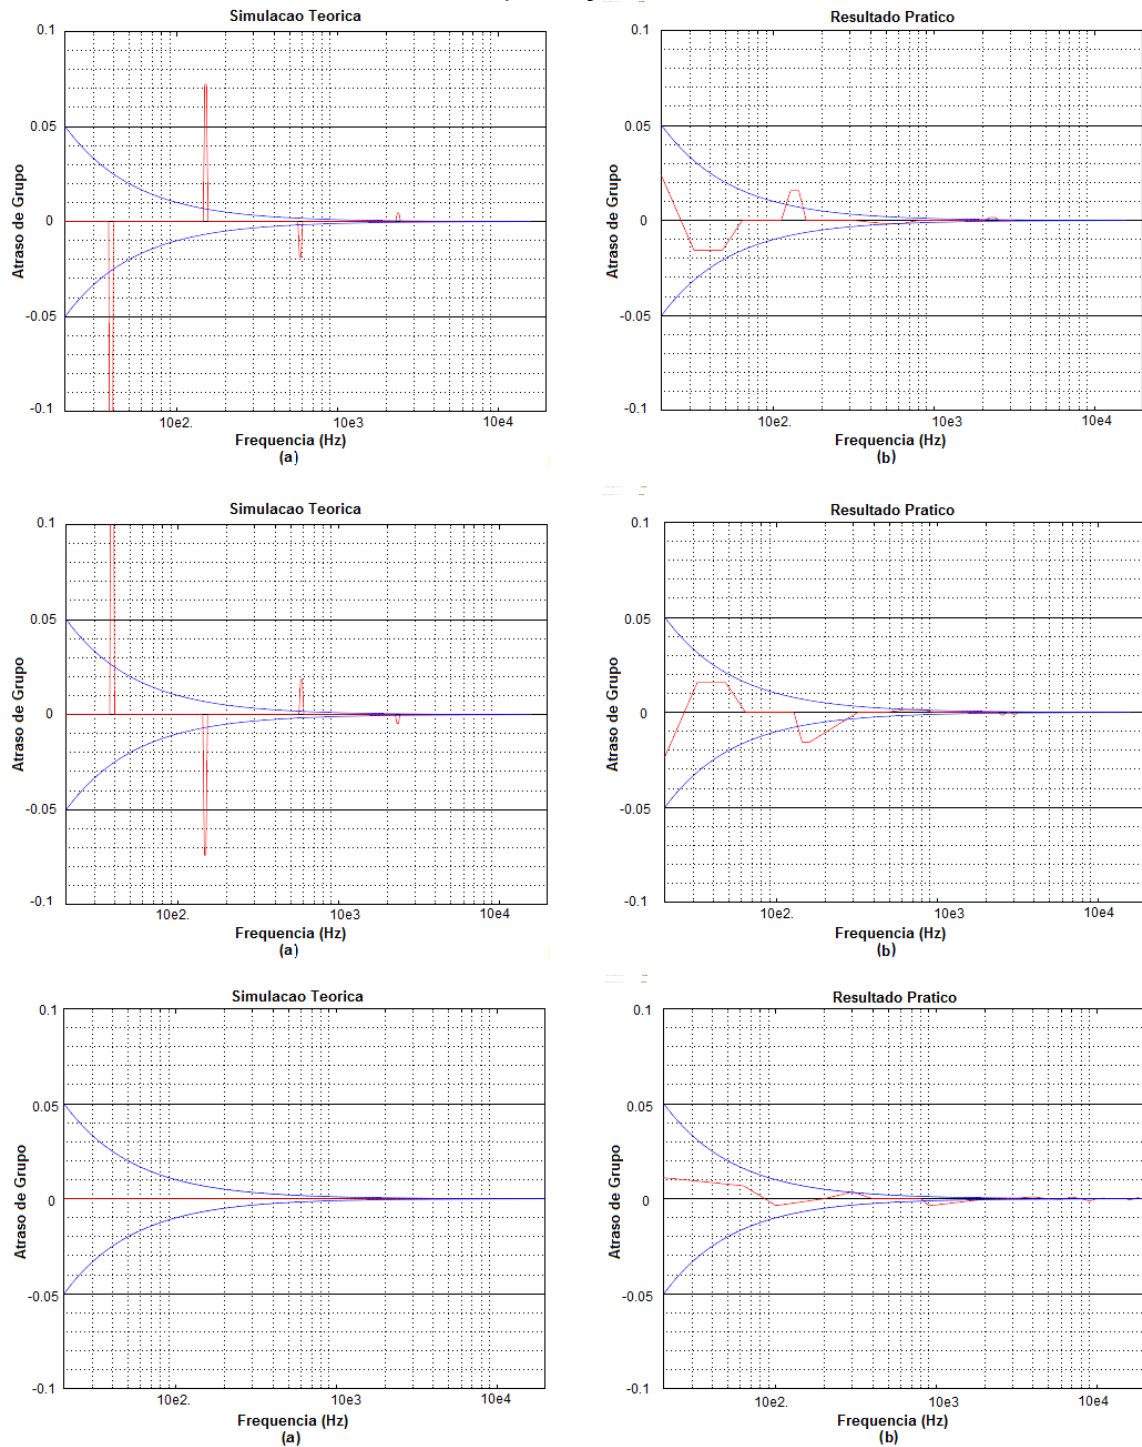 Simulacao Teorica
0.1
0.05
0
-0.05
-0.1
Atraso de Grupo
10e2.
10e3
10e4
Frequencia (Hz)
(a)
Resultado Pratico
0.1
0.05
0
-0.05
-0.1
Atraso de Grupo
10e2.
10e3
10e4
Frequencia (Hz)
(b)
Simulacao Teorica
0.1
0.05
0
-0.05
-0.1
Atraso de Grupo
10e2.
10e3
10e4
Frequencia (Hz)
(a)
Resultado Pratico
0.1
0.05
0
-0.05
-0.1
Atraso de Grupo
10e2.
10e3
10e4
Frequencia (Hz)
(b)
Simulacao Teorica
0.1
0.05
0
-0.05
-0.1
Atraso de Grupo
10e2.
10e3
10e4
Frequencia (Hz)
(a)
Resultado Pratico
0.1
0.05
0
-0.05
-0.1
Atraso de Grupo
10e2.
10e3
10e4
Frequencia (Hz)
(b)